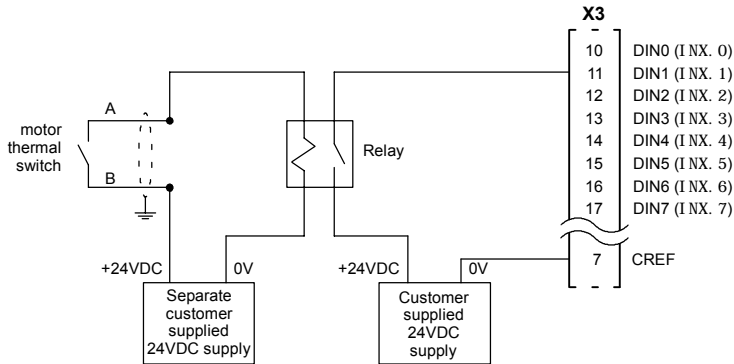 X3
10 DIN0 (INX. 0)
11 DIN1 (INX. 1)
12 DIN2 (INX. 2)
13 DIN3 (INX. 3)
14 DIN4 (INX. 4)
15 DIN5 (INX. 5)
16 DIN6 (INX. 6)
17 DIN7 (INX. 7)
7 CREF
A
motor
thermal
switch
B
Relay
+24VDC
0V
Separate
customer
supplied
24VDC supply
+24VDC
0V
Customer
supplied
24VDC
supply